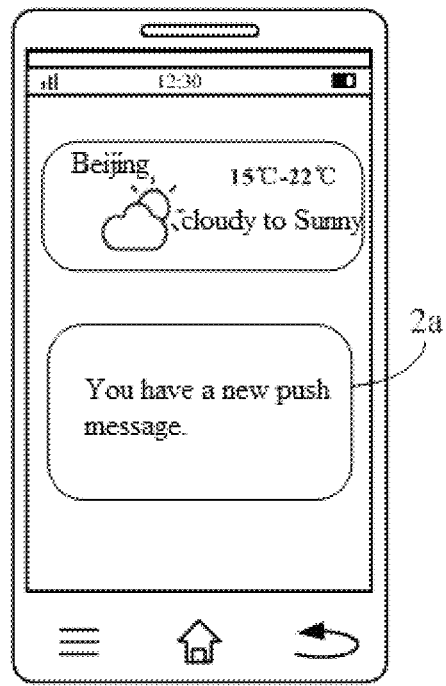 12:30
Beijing,
15℃-22℃
cloudy to Sunny
2a
You have a new push
message.